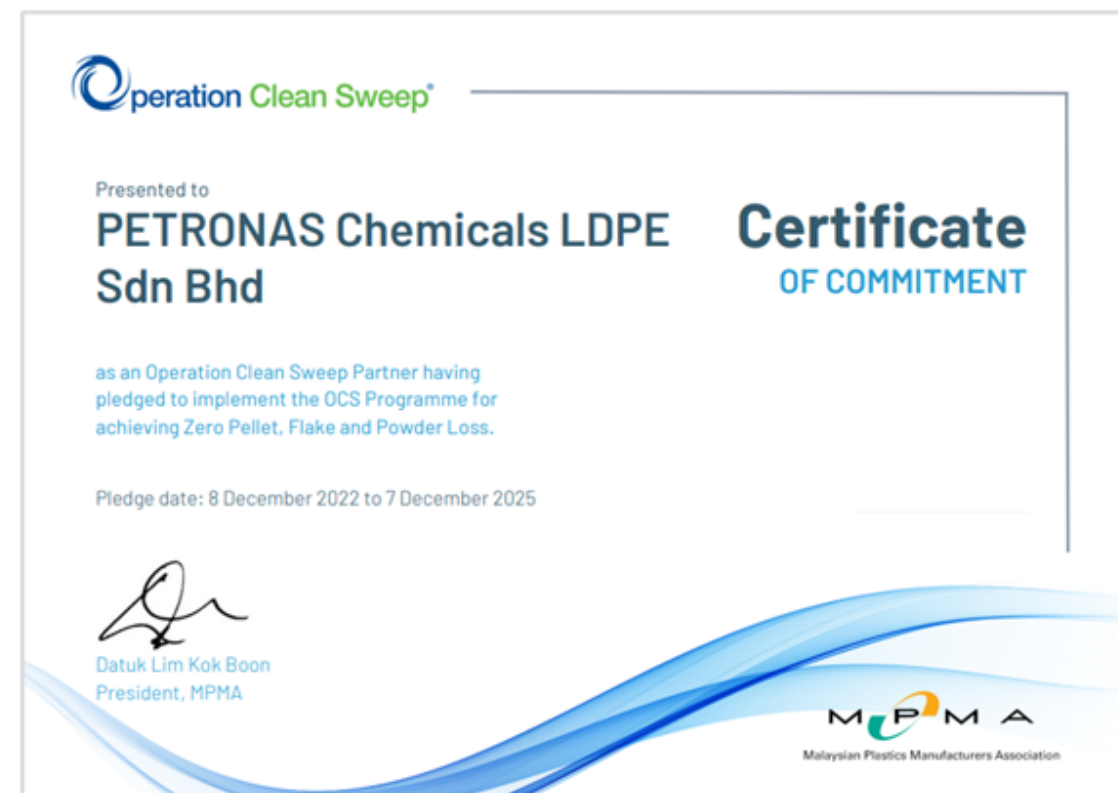 Operation Clean Sweep®
Presented to
PETRONAS Chemicals LDPE
Sdn Bhd
Certificate
OF COMMITMENT
as an Operation Clean Sweep Partner having
pledged to implement the OCS Programme for
achieving Zero Pellet, Flake and Powder Loss.
Pledge date: 8 December 2022 to 7 December 2025
Datuk Lim Kok Boon
President, MPMA
MPMA
Malaysian Plastics Manufacturers Association